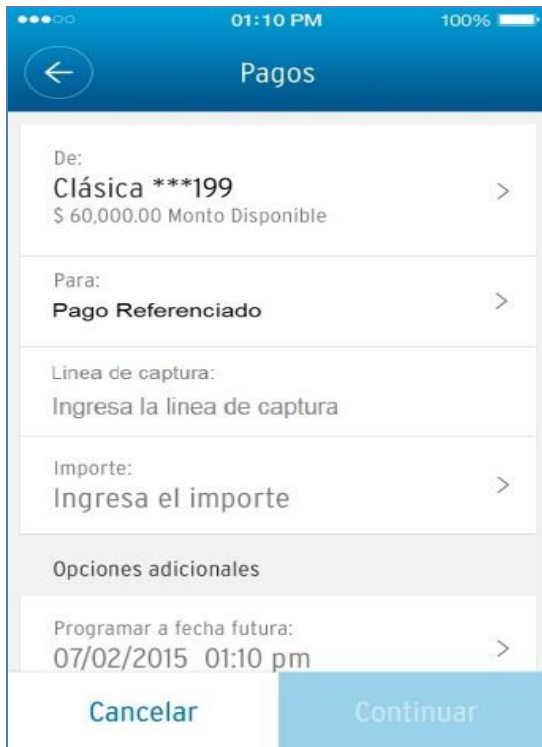 01:10 PM 100%
Pagos
De:
Clásica ***199
$ 60,000.00 Monto Disponible
Para:
Pago Referenciado
Linea de captura:
Ingresa la linea de captura
Importe:
Ingresa el importe
Opciones adicionales
Programar a fecha futura:
07/02/2015 01:10 pm
Cancelar Continuar